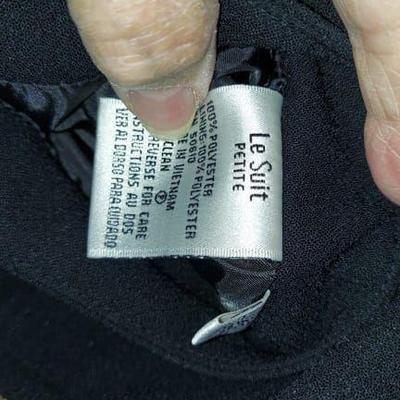 Le Suit
PETITE
100% POLYESTER
LINING-100% POLYESTER
50810
IN VIETNAM
CLEAN Ⓟ
REVERSE FOR CARE
INSTRUCTIONS AU DOS
VER AL DORSO PARA CUIDADO